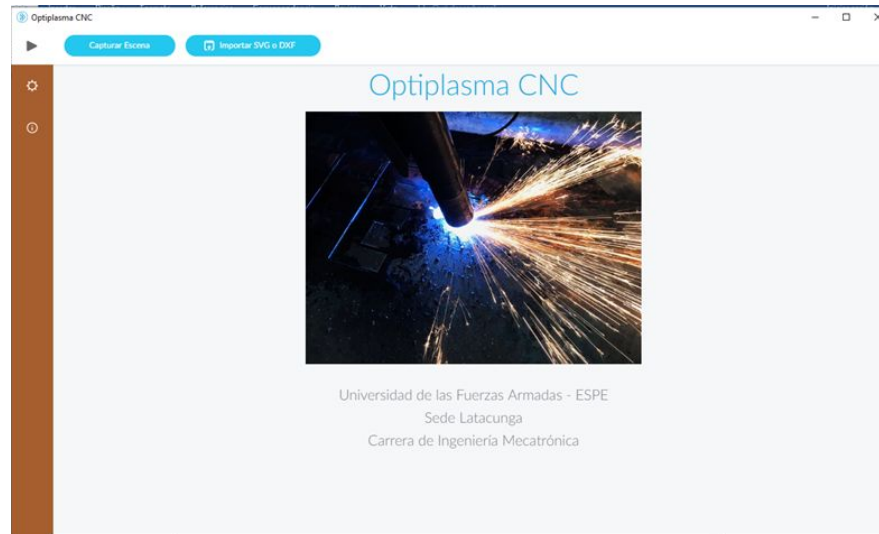 Optiplasma CNC
Capturar Escena
Importar SVG o DXF
Optiplasma CNC
Universidad de las Fuerzas Armadas - ESPE
Sede Latacunga
Carrera de Ingeniería Mecatrónica